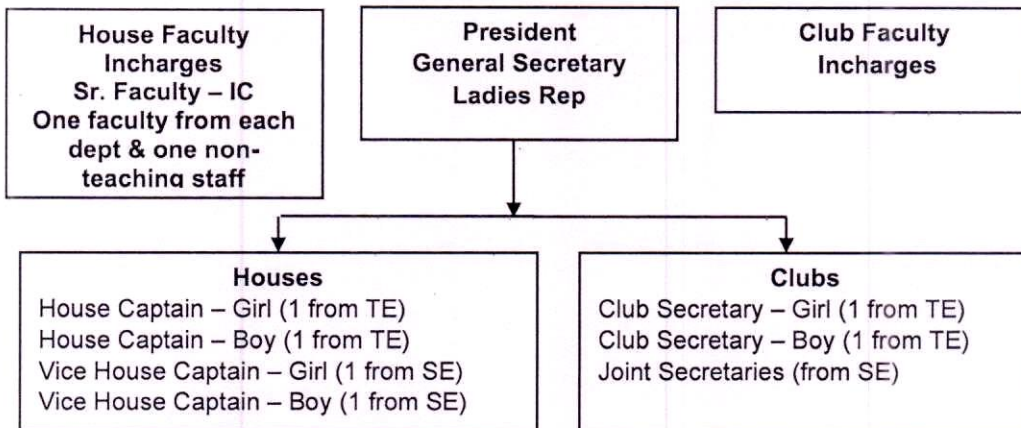 House Faculty
Incharges
Sr. Faculty – IC
One faculty from each
dept & one non-
teaching staff
President
General Secretary
Ladies Rep
Club Faculty
Incharges
Houses
House Captain – Girl (1 from TE)
House Captain – Boy (1 from TE)
Vice House Captain – Girl (1 from SE)
Vice House Captain – Boy (1 from SE)
Clubs
Club Secretary – Girl (1 from TE)
Club Secretary – Boy (1 from TE)
Joint Secretaries (from SE)